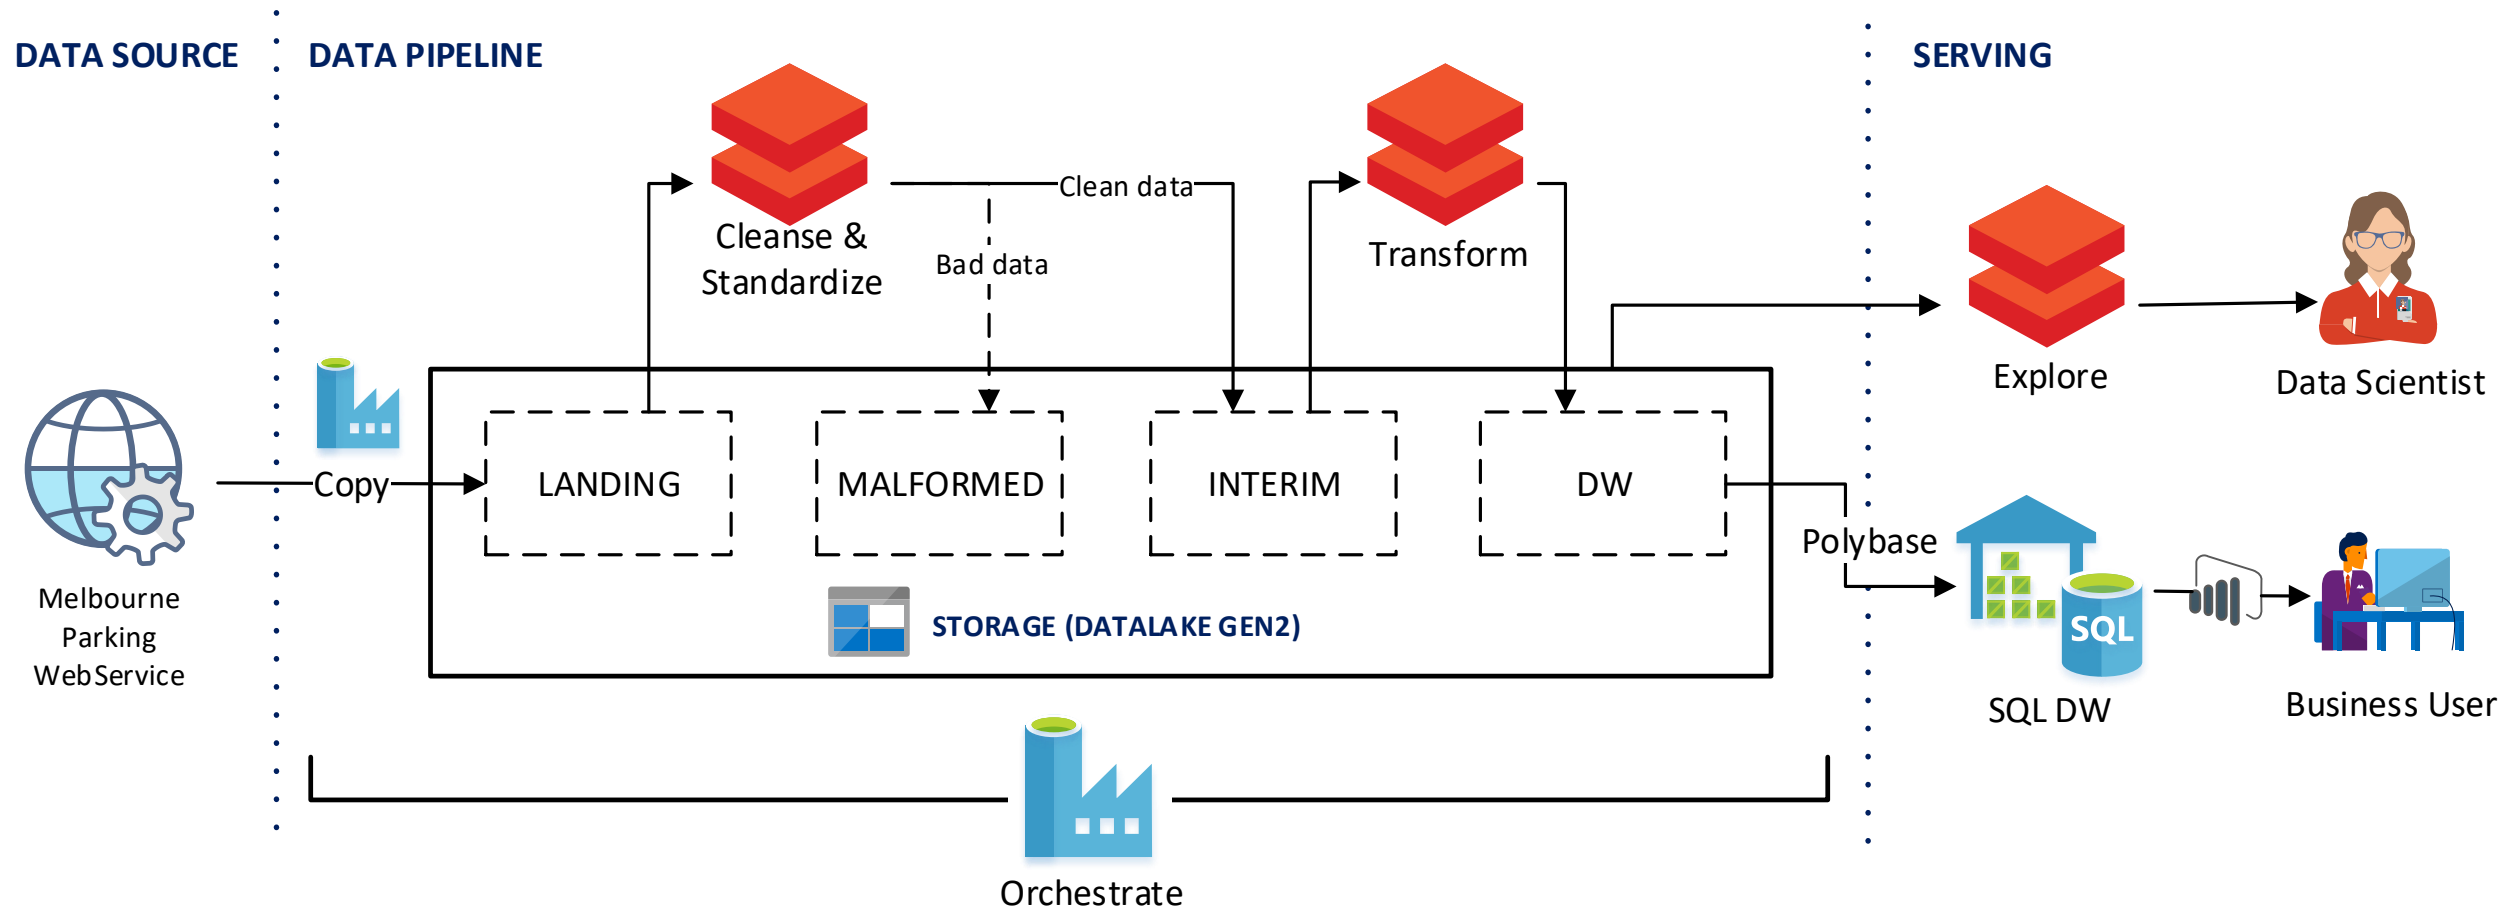 DATA SOURCE
DATA PIPELINE
SERVING
Clean data
Cleanse &
Standardize
Bad data
Transform
Explore
Data Scientist
Copy
LANDING
MALFORMED
INTERIM
DW
Polybase
Melbourne
Parking
WebService
STORAGE (DATALAKE GEN2)
SQL
SQL DW
Business User
Orchestrate